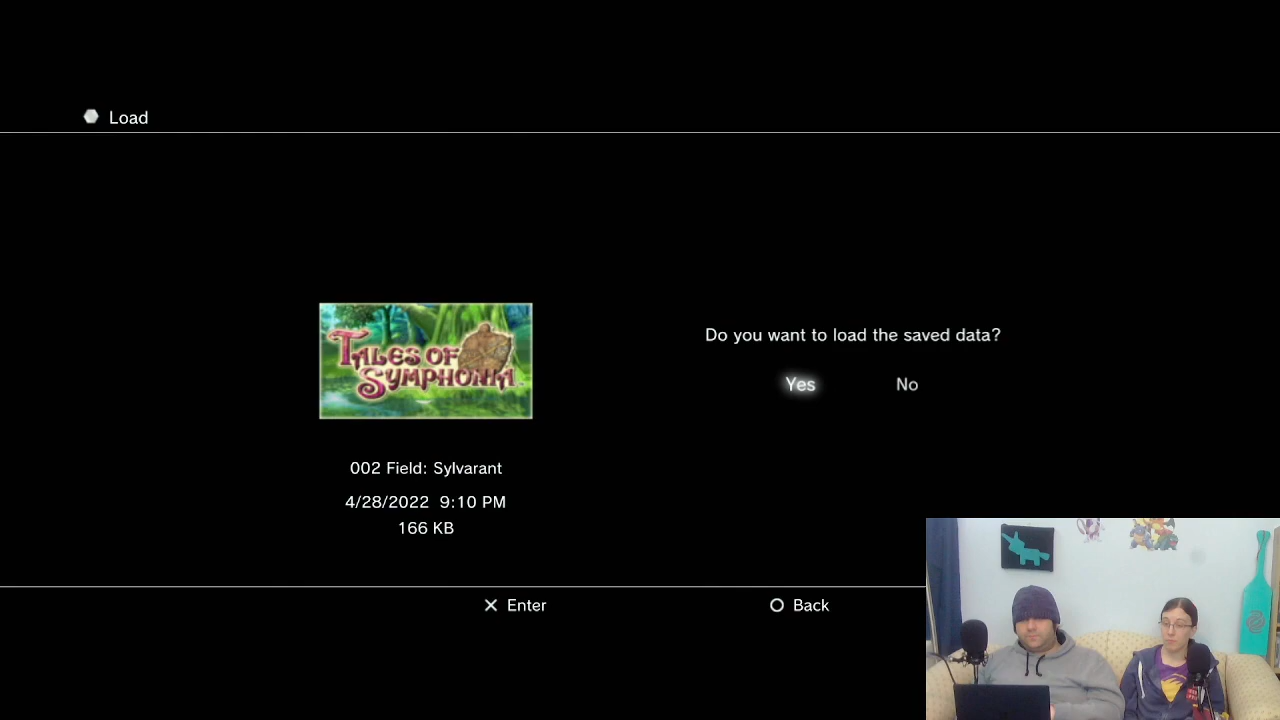 Load
TALES OF
SYMPHONIA
Do you want to load the saved data?
Yes No
002 Field: Sylvarant
4/28/2022 9:10 PM
166 KB
Enter Back